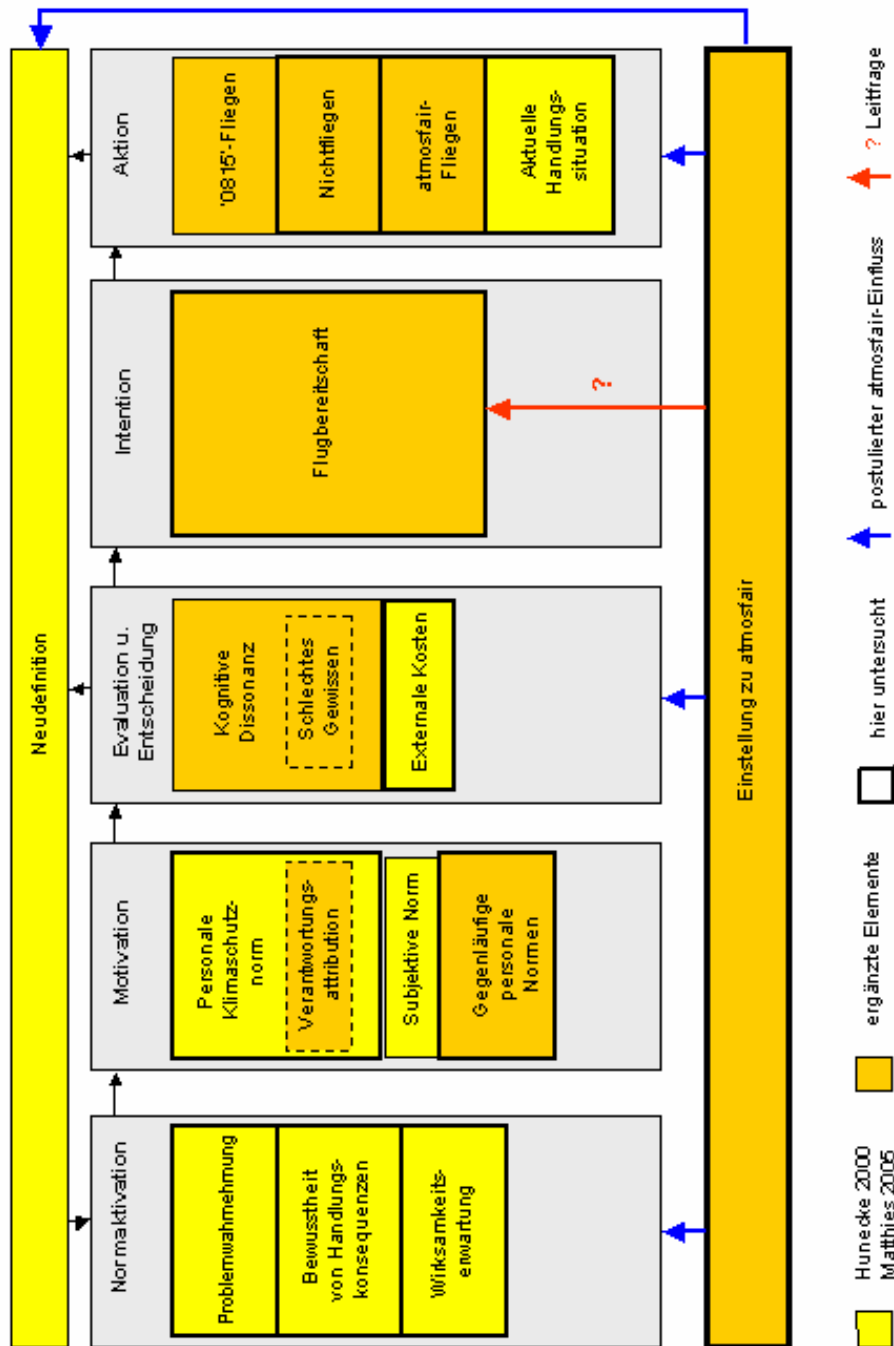 Neudefinition
Normaktivation
Problemwahrnehmung
Bewusstheit
von Handlungs-
konsequenzen
Wirksamkeits-
erwartung
Motivation
Personale
Klimaschutz-
norm
Verantwortungs-
attribution
Subjektive Norm
Gegenläufige
personale
Normen
Evaluation u.
Entscheidung
Kognitive
Dissonanz
Schlechtes
Gewissen
Externale Kosten
Intention
Flugbereitschaft
?
Aktion
'0815'-Fliegen
Nichtfliegen
atmosfair-
Fliegen
Aktuelle
Handlungs-
situation
Einstellung zu atmosfair
Hunecke 2000
Matthies 2005
ergänzte Elemente
hier untersucht
postulierter atmosfair-Einfluss
? Leitfrage